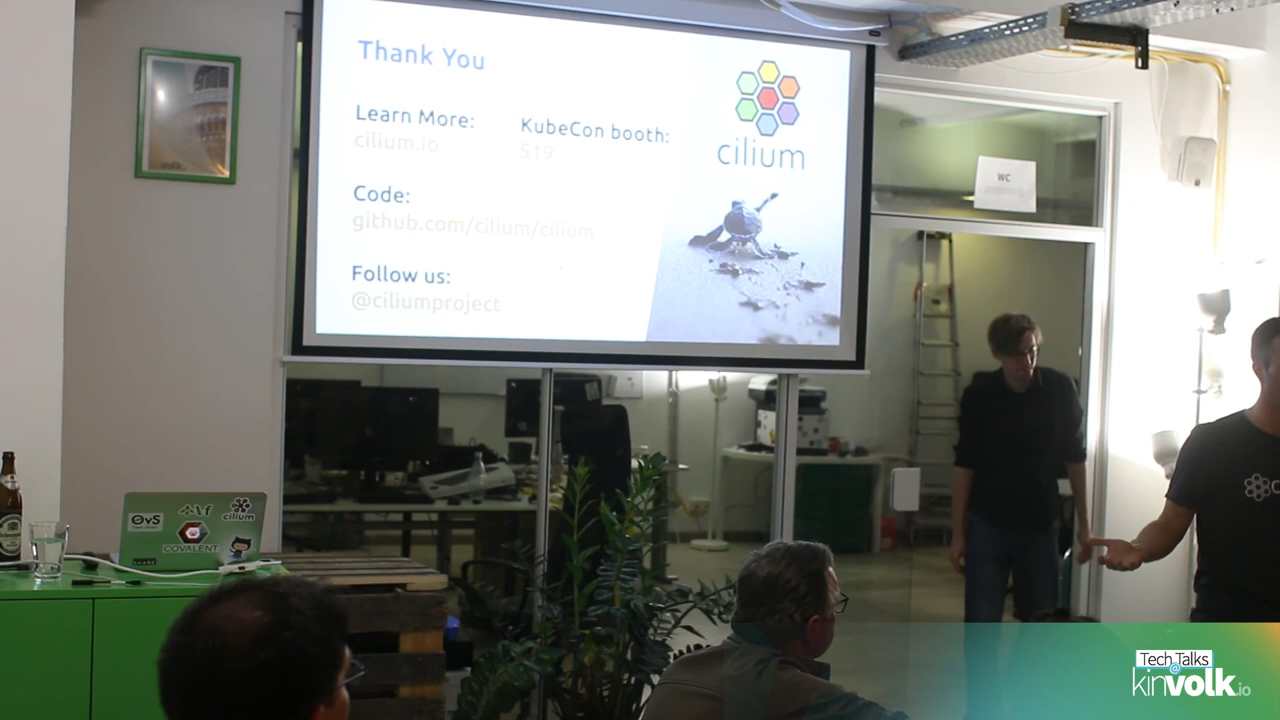 Thank You
Learn More:
cilium.io
KubeCon booth:
S19
Code:
github.com/cilium/cilium
Follow us:
@ciliumproject
cilium
WC
volk
OvS
cilium
COVALENT
Tech Talks
@
kinvolk.io